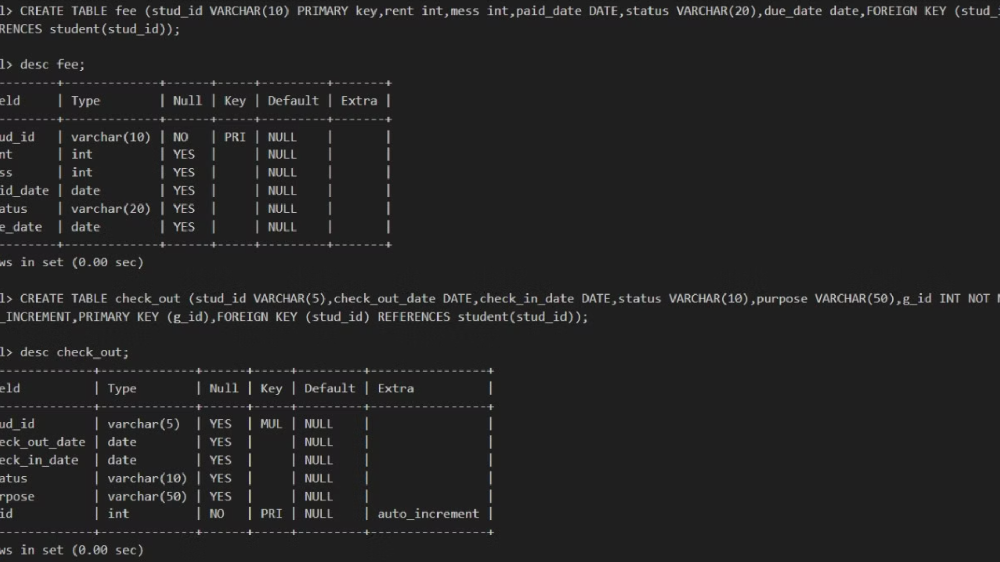 l> CREATE TABLE fee (stud_id VARCHAR(10) PRIMARY key,rent int,mess int,paid_date DATE,status VARCHAR(20),due_date date,FOREIGN KEY (stud_i
RENCES student(stud_id));
l> desc fee;
--------+-------------+------+-----+---------+-------+
eld     | Type        | Null | Key | Default | Extra |
--------+-------------+------+-----+---------+-------+
ud_id   | varchar(10) | NO   | PRI | NULL    |       |
nt      | int         | YES  |     | NULL    |       |
ss      | int         | YES  |     | NULL    |       |
id_date | date        | YES  |     | NULL    |       |
atus    | varchar(20) | YES  |     | NULL    |       |
e_date  | date        | YES  |     | NULL    |       |
--------+-------------+------+-----+---------+-------+
ws in set (0.00 sec)
l> CREATE TABLE check_out (stud_id VARCHAR(5),check_out_date DATE,check_in_date DATE,status VARCHAR(10),purpose VARCHAR(50),g_id INT NOT N
_INCREMENT,PRIMARY KEY (g_id),FOREIGN KEY (stud_id) REFERENCES student(stud_id));
l> desc check_out;
-------------+-------------+------+-----+---------+----------------+
eld          | Type        | Null | Key | Default | Extra          |
-------------+-------------+------+-----+---------+----------------+
ud_id        | varchar(5)  | YES  | MUL | NULL    |                |
eck_out_date | date        | YES  |     | NULL    |                |
eck_in_date  | date        | YES  |     | NULL    |                |
atus         | varchar(10) | YES  |     | NULL    |                |
rpose        | varchar(50) | YES  |     | NULL    |                |
id           | int         | NO   | PRI | NULL    | auto_increment |
-------------+-------------+------+-----+---------+----------------+
ws in set (0.00 sec)